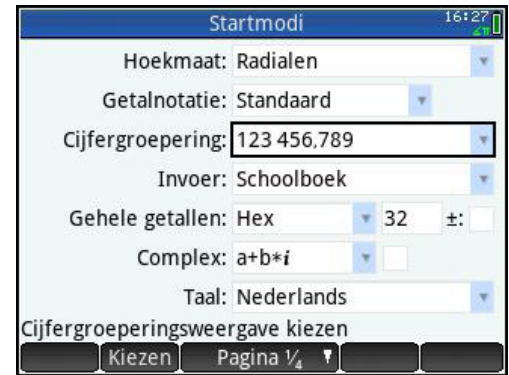 Startmodi 16:27
∠π
Hoekmaat: Radialen
Getalnotatie: Standaard
Cijfergroepering: 123 456,789
Invoer: Schoolboek
Gehele getallen: Hex 32 ±:
Complex: a+b*i
Taal: Nederlands
Cijfergroeperingsweergave kiezen
Kiezen Pagina ¼